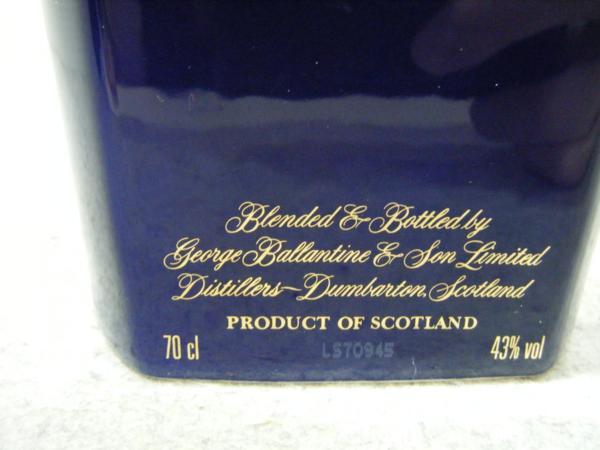 Blended & Bottled by
George Ballantine & Son Limited
Distillers—Dumbarton, Scotland
PRODUCT OF SCOTLAND
70 cl LS70945 43% vol